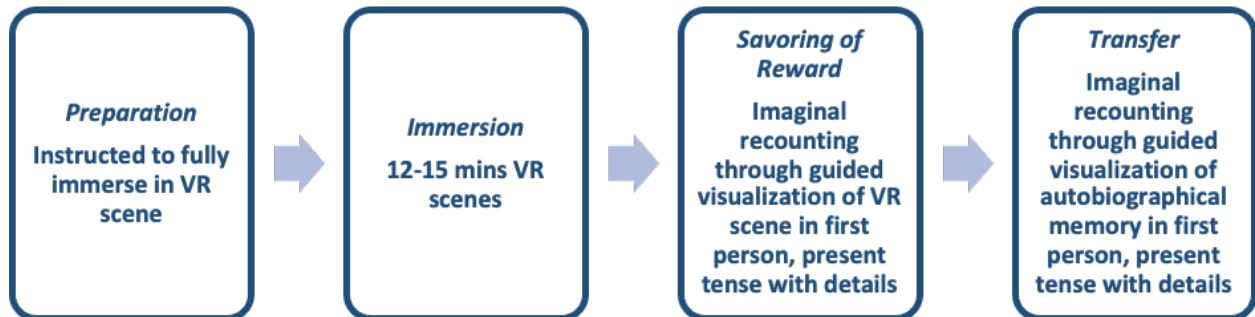 Preparation
Instructed to fully
immerse in VR
scene
Immersion
12-15 mins VR
scenes
Savoring of
Reward
Imaginal
recounting
through guided
visualization of VR
scene in first
person, present
tense with details
Transfer
Imaginal
recounting
through guided
visualization of
autobiographical
memory in first
person, present
tense with details